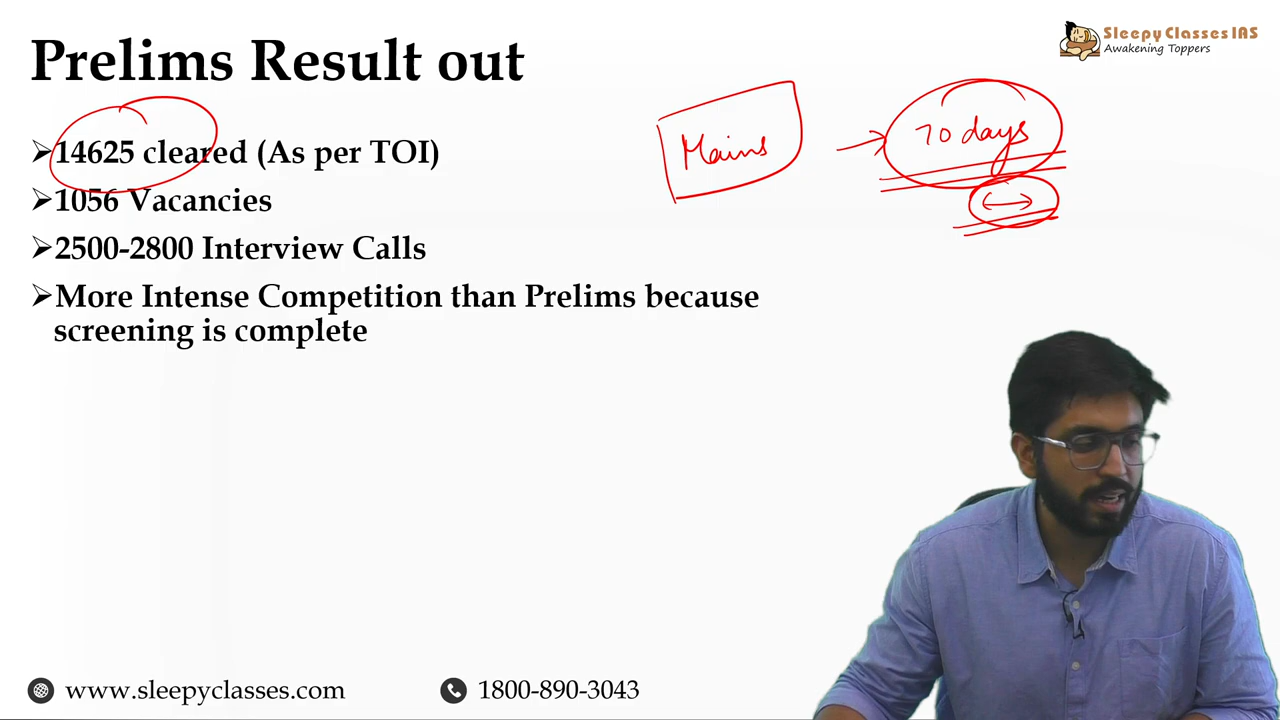 Prelims Result out
Sleepy Classes IAS
Awakening Toppers
➤14625 cleared (As per TOI)
➤1056 Vacancies
➤2500-2800 Interview Calls
➤More Intense Competition than Prelims because
screening is complete
Mains → 70 days
www.sleepyclasses.com
1800-890-3043